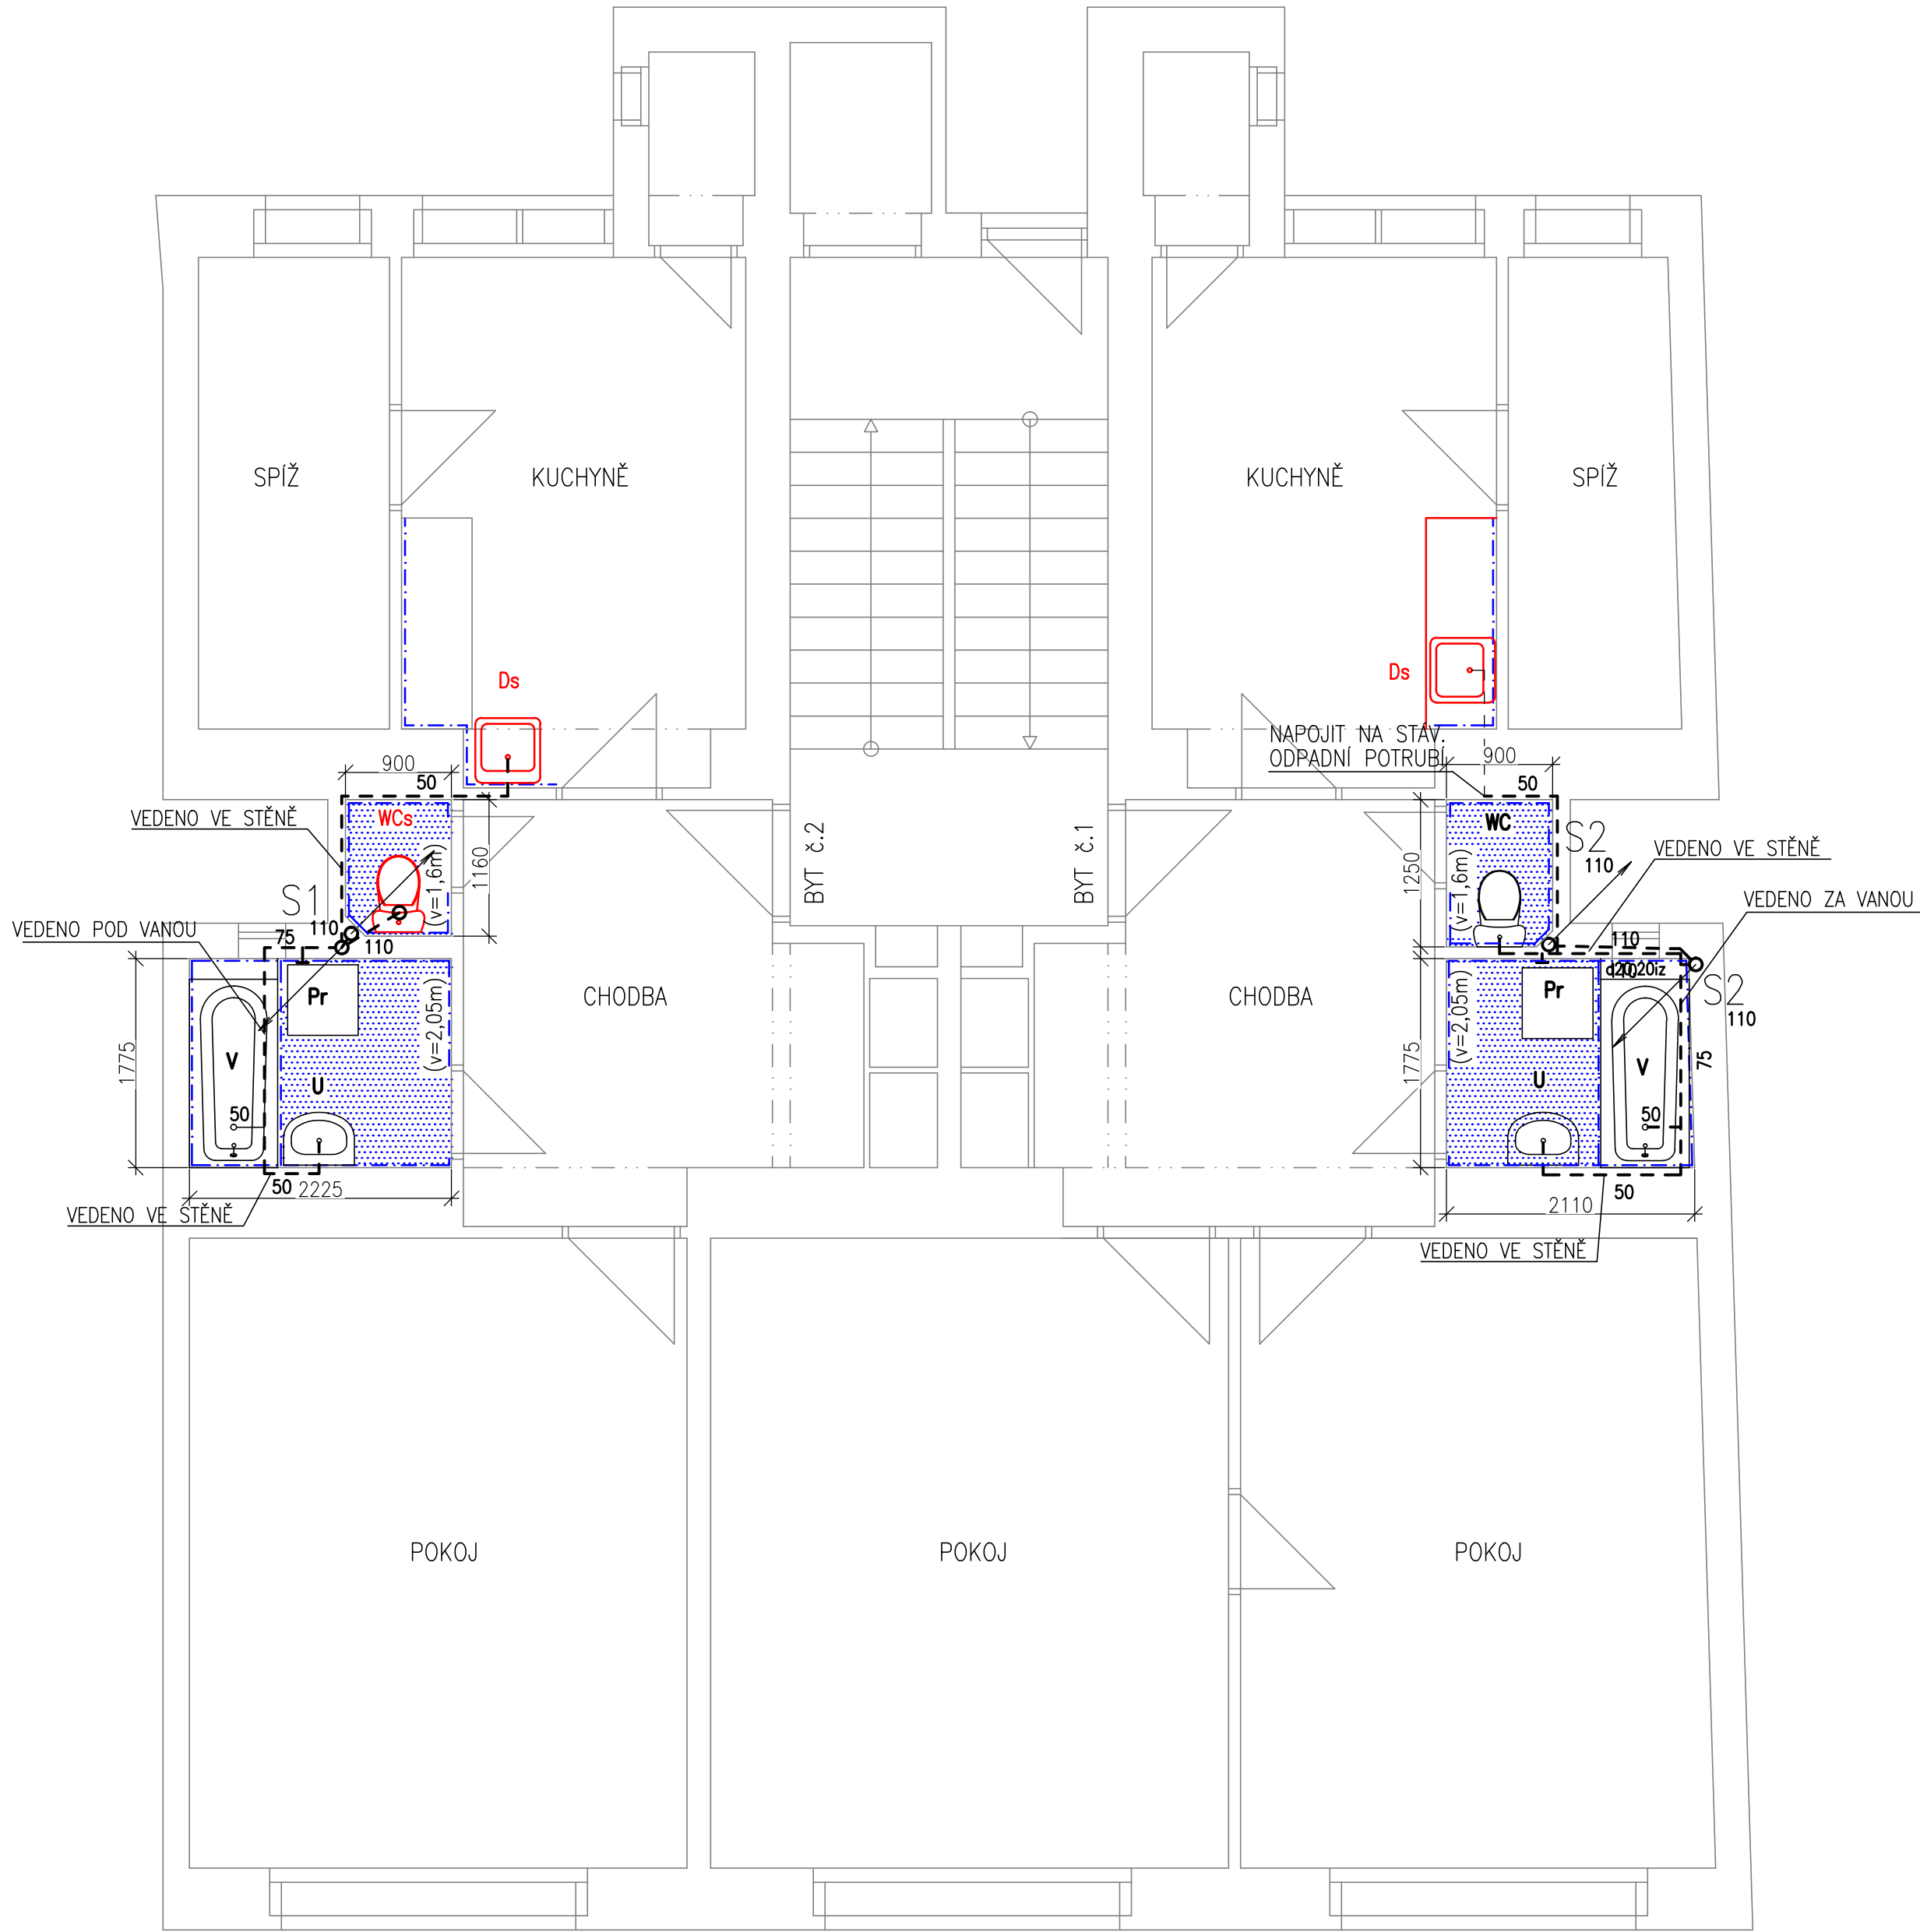 SPÍŽ
KUCHYNĚ
KUCHYNĚ
SPÍŽ
Ds
Ds
NAPOJIT NA STÁV.
ODPADNÍ POTRUBÍ
900
50
900
50
VEDENO VE STĚNĚ
WCs
(v=1,6m)
1160
BYT č.2
BYT č.1
1250
(v=1,6m)
WC
S2
110
VEDENO VE STĚNĚ
S1
110
VEDENO ZA VANOU
VEDENO POD VANOU
75
110
110
d20,20iz
110
Pr
(v=2,05m)
CHODBA
CHODBA
(v=2,05m)
Pr
S2
110
1775
V
U
50
1775
U
V
50
75
50
2225
VEDENO VE STĚNĚ
50
2110
VEDENO VE STĚNĚ
POKOJ
POKOJ
POKOJ